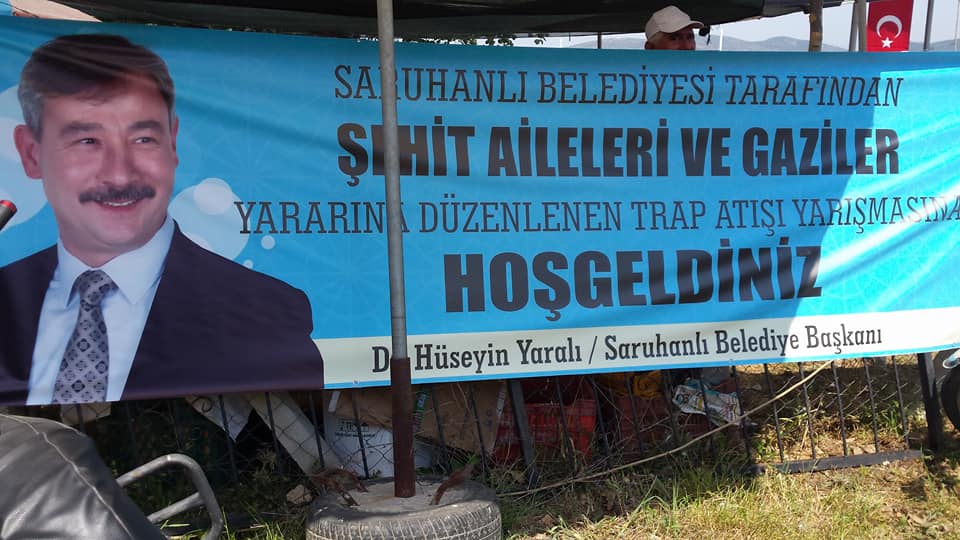 SARUHANLI BELEDİYESİ TARAFINDAN
ŞEHİT AİLELERİ VE GAZİLER
YARARINA DÜZENLENEN TRAP ATIŞI YARIŞMASINA
HOŞGELDİNİZ
Dr. Hüseyin Yaralı / Saruhanlı Belediye Başkanı